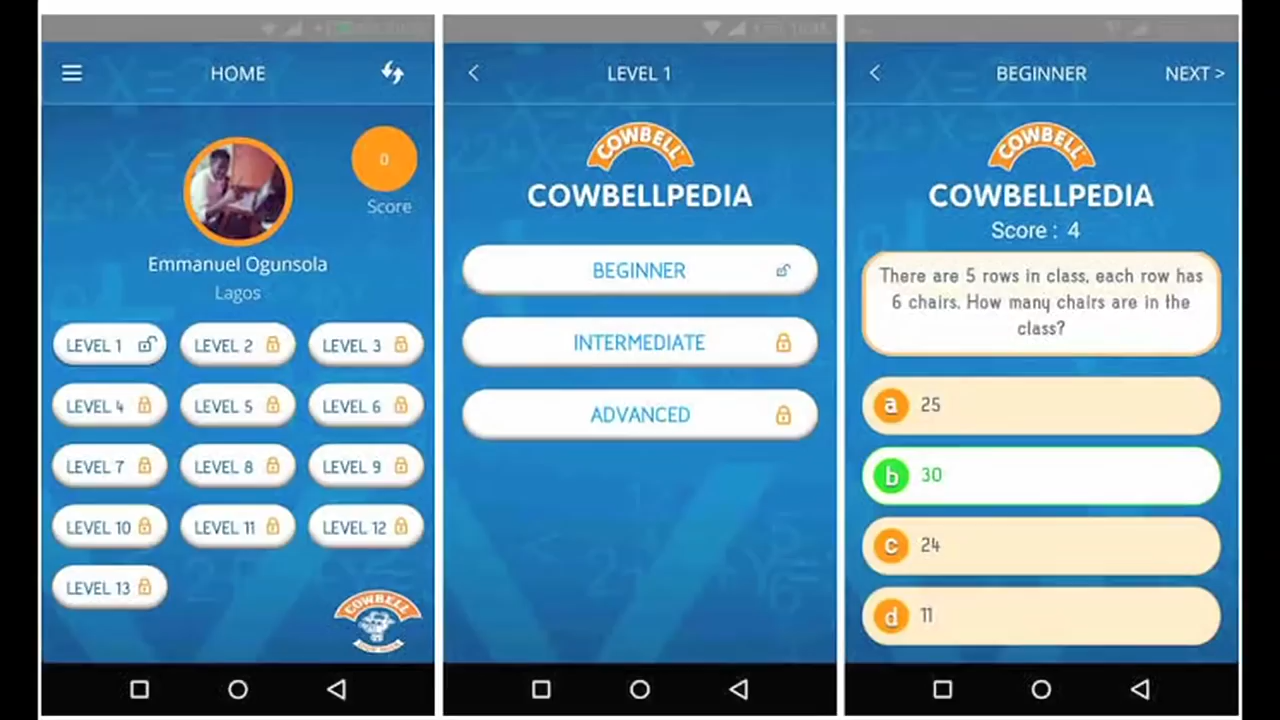 HOME
0
Score
Emmanuel Ogunsola
Lagos
LEVEL 1
LEVEL 2
LEVEL 3
LEVEL 4
LEVEL 5
LEVEL 6
LEVEL 7
LEVEL 8
LEVEL 9
LEVEL 10
LEVEL 11
LEVEL 12
LEVEL 13
COWBELL
<
LEVEL 1
COWBELL
COWBELLPEDIA
BEGINNER
INTERMEDIATE
ADVANCED
<
BEGINNER
NEXT >
COWBELL
COWBELLPEDIA
Score : 4
There are 5 rows in class, each row has
6 chairs. How many chairs are in the
class?
a 25
b 30
c 24
d 11